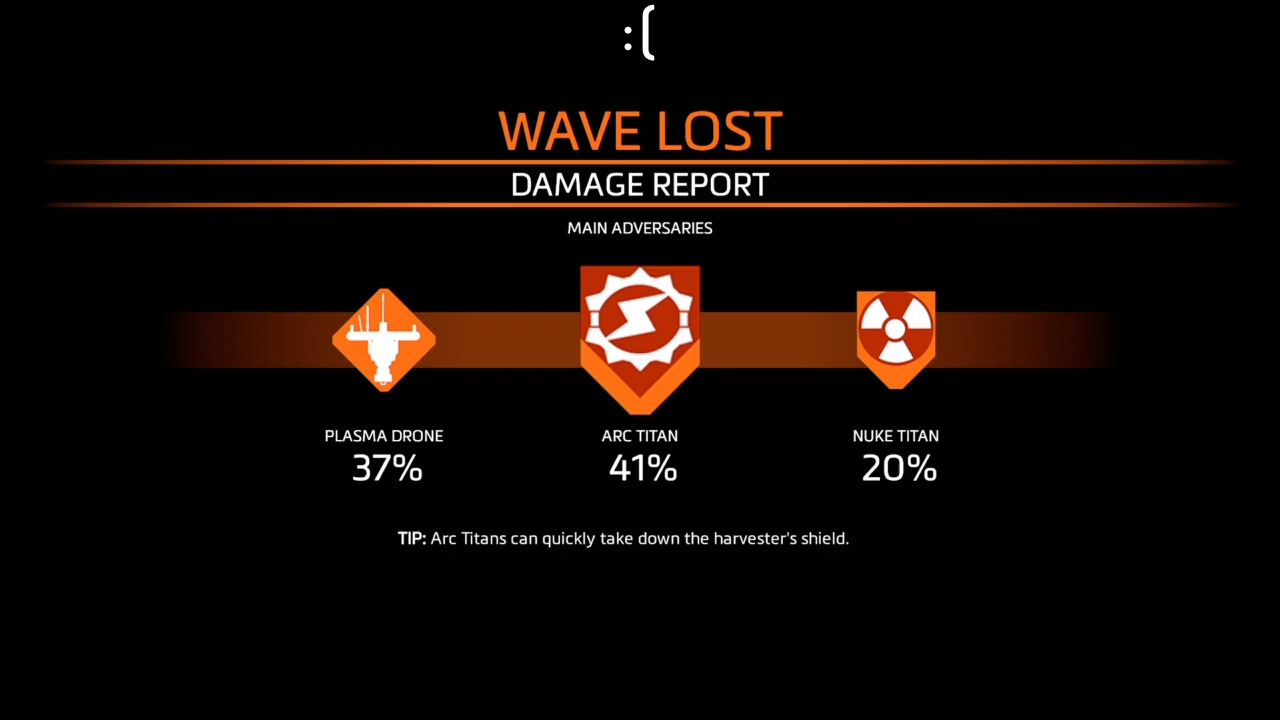 :(
WAVE LOST
DAMAGE REPORT
MAIN ADVERSARIES
PLASMA DRONE
ARC TITAN
NUKE TITAN
37%
41%
20%
TIP: Arc Titans can quickly take down the harvester's shield.